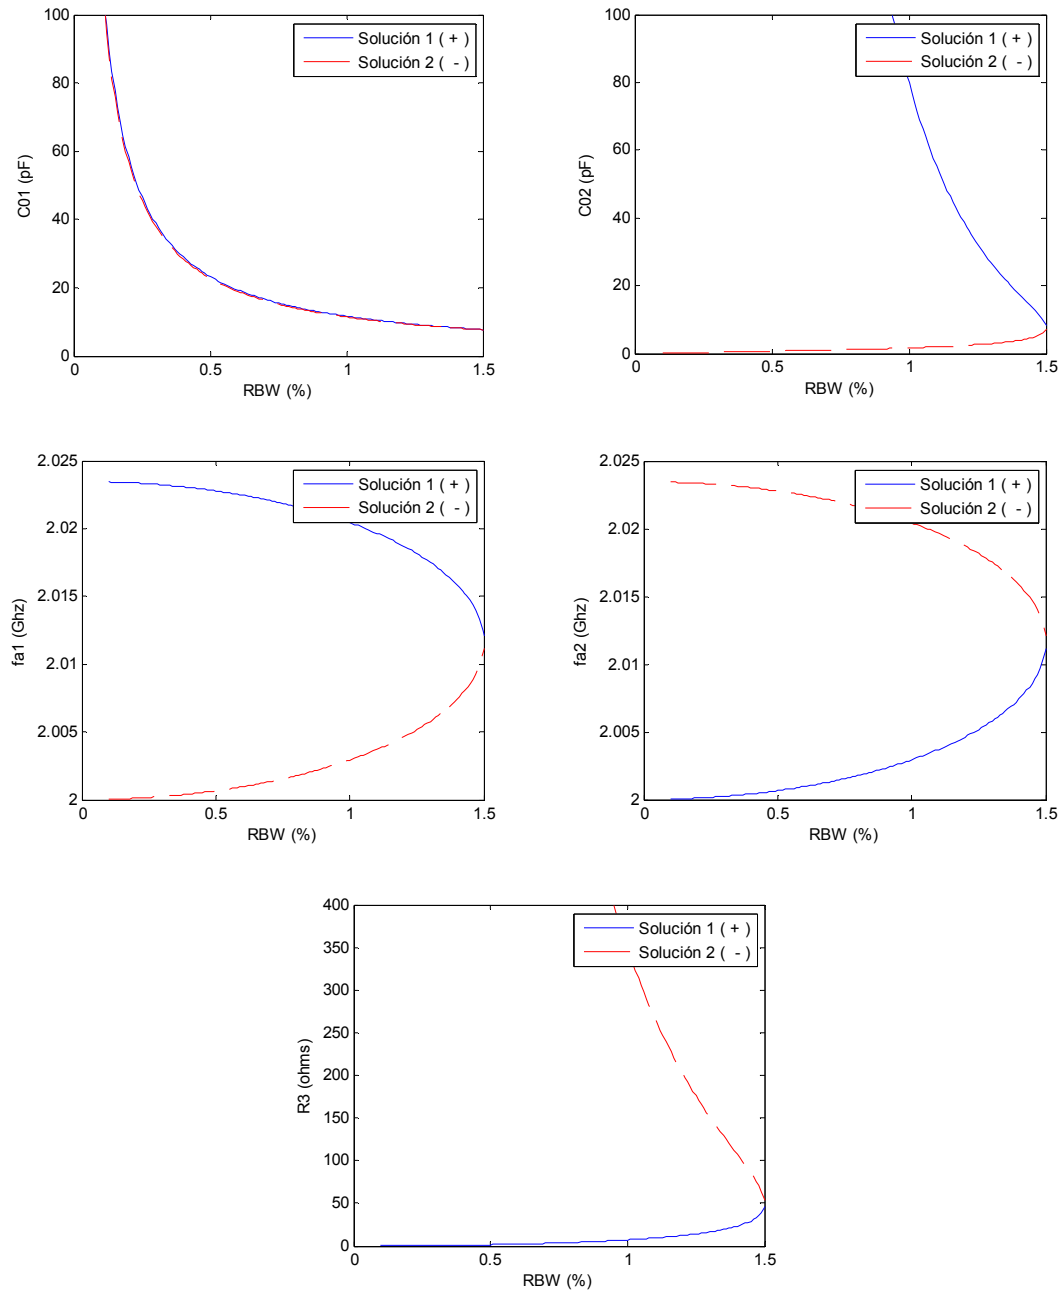 100
80
60
40
20
0
C01 (pF)
0.5
1
1.5
RBW (%)
Solución 1 ( + )
Solución 2 ( - )
100
80
60
40
20
0
C02 (pF)
0
0.5
1
1.5
RBW (%)
Solución 1 ( + )
Solución 2 ( - )
2.025
2.02
2.015
2.01
2.005
2
fa1 (Ghz)
0
0.5
1
1.5
RBW (%)
Solución 1 ( + )
Solución 2 ( - )
2.025
2.02
2.015
2.01
2.005
2
fa2 (Ghz)
0
0.5
1
1.5
RBW (%)
Solución 1 ( + )
Solución 2 ( - )
400
350
300
250
200
150
100
50
0
R3 (ohms)
0
0.5
1
1.5
RBW (%)
Solución 1 ( + )
Solución 2 ( - )